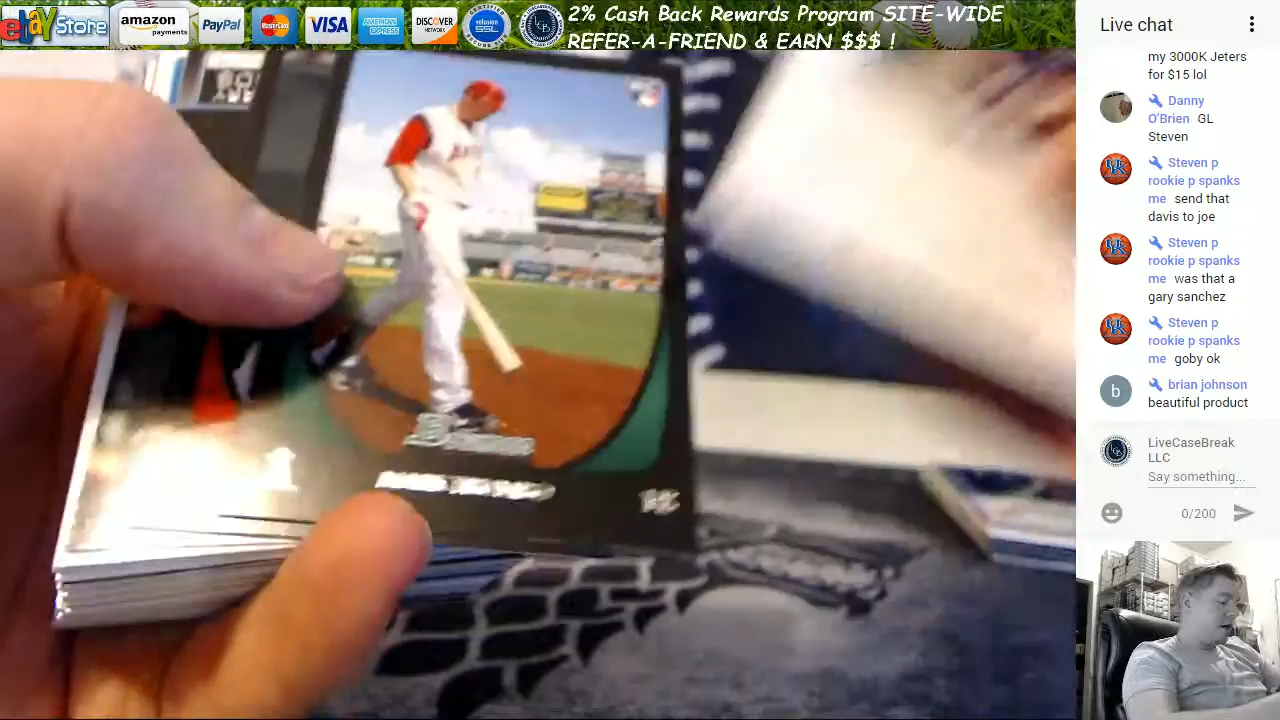 ebay Store
amazon
payments
PayPal
MasterCard
VISA
AMERICAN
EXPRESS
DISCOVER
NETWORK
2% Cash Back Rewards Program SITE-WIDE
REFER-A-FRIEND & EARN $$$ !
Live chat
my 3000K Jeters
for $15 lol
Danny
O'Brien GL
Steven
Steven p
rookie p spanks
me send that
davis to joe
Steven p
rookie p spanks
me was that a
gary sanchez
Steven p
rookie p spanks
me goby ok
b brian johnson
beautiful product
LiveCaseBreak
LLC
Say something...
0/200
Bowman